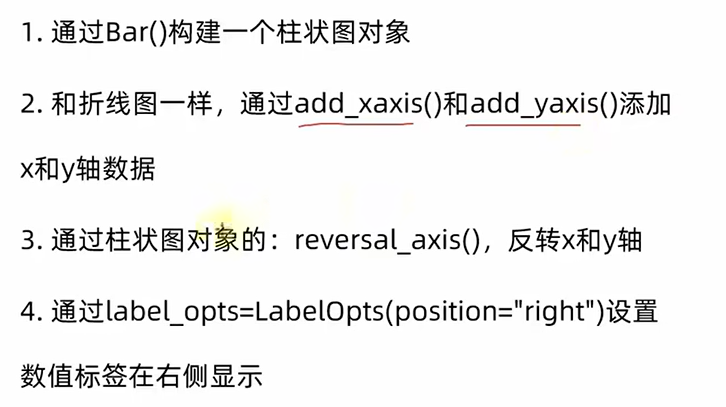 1. 通过Bar()构建一个柱状图对象
2. 和折线图一样，通过add_xaxis()和add_yaxis()添加
x和y轴数据
3. 通过柱状图对象的：reversal_axis()，反转x和y轴
4. 通过label_opts=LabelOpts(position="right")设置
数值标签在右侧显示